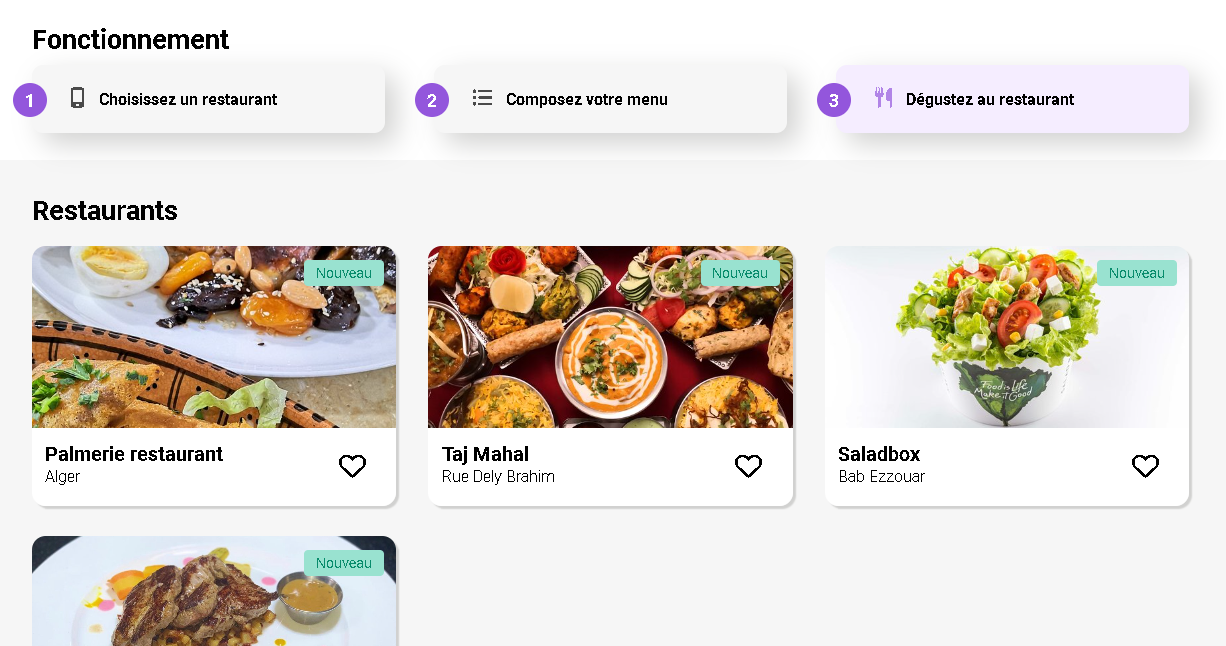 Fonctionnement
1 Choisissez un restaurant
2 Composez votre menu
3 Dégustez au restaurant
Restaurants
Nouveau
Nouveau
Nouveau
Food is Life
Make it Good
Palmerie restaurant
Alger
Taj Mahal
Rue Dely Brahim
Saladbox
Bab Ezzouar
Nouveau